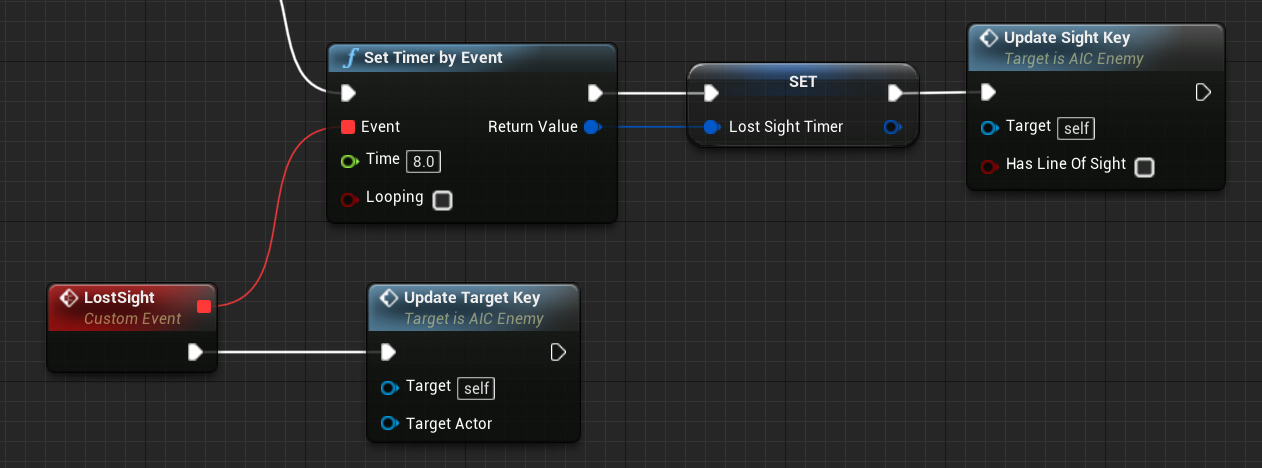 Set Timer by Event
Event
Return Value
Time 8.0
Looping
SET
Lost Sight Timer
Update Sight Key
Target is AIC Enemy
Target self
Has Line Of Sight
LostSight
Custom Event
Update Target Key
Target is AIC Enemy
Target self
Target Actor